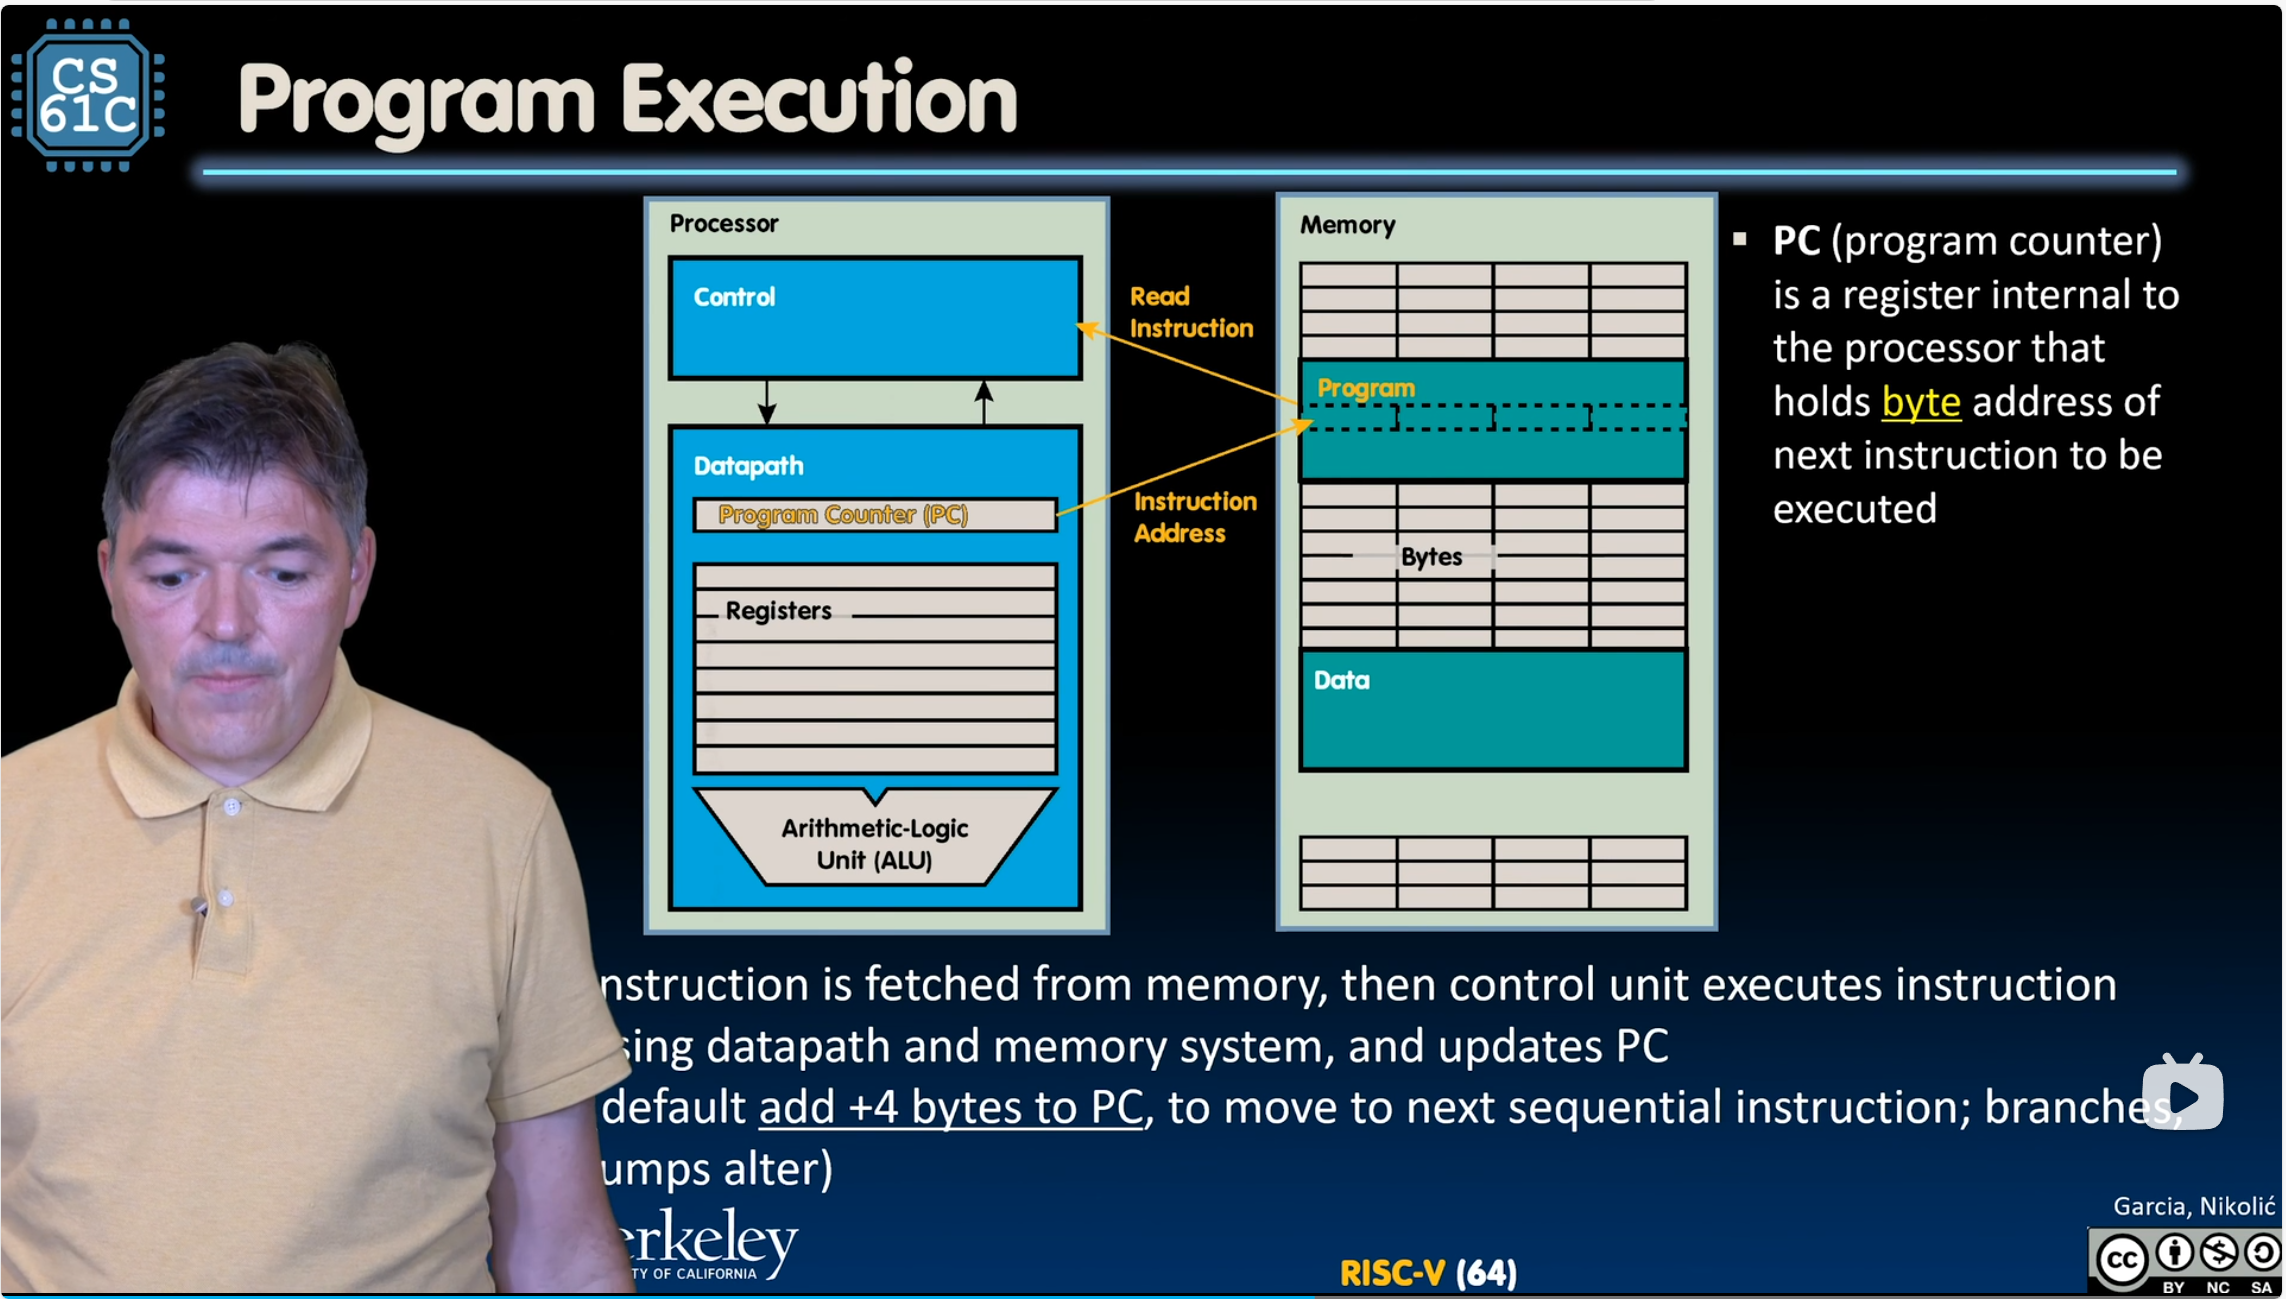 CS
61C
Program Execution
Processor
Control
Datapath
Program Counter (PC)
Registers
Arithmetic-Logic
Unit (ALU)
Read
Instruction
Instruction
Address
Memory
Program
Bytes
Data
▪ PC (program counter)
is a register internal to
the processor that
holds byte address of
next instruction to be
executed
nstruction is fetched from memory, then control unit executes instruction
sing datapath and memory system, and updates PC
default add +4 bytes to PC, to move to next sequential instruction; branches,
umps alter)
erkeley
TY OF CALIFORNIA
RISC-V (64)
Garcia, Nikolić
cc
BY NC SA